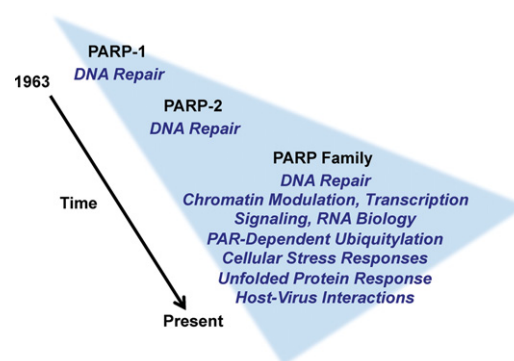 PARP-1
DNA Repair
1963
PARP-2
DNA Repair
PARP Family
DNA Repair
Chromatin Modulation, Transcription
Signaling, RNA Biology
PAR-Dependent Ubiquitylation
Cellular Stress Responses
Unfolded Protein Response
Host-Virus Interactions
Time
Present